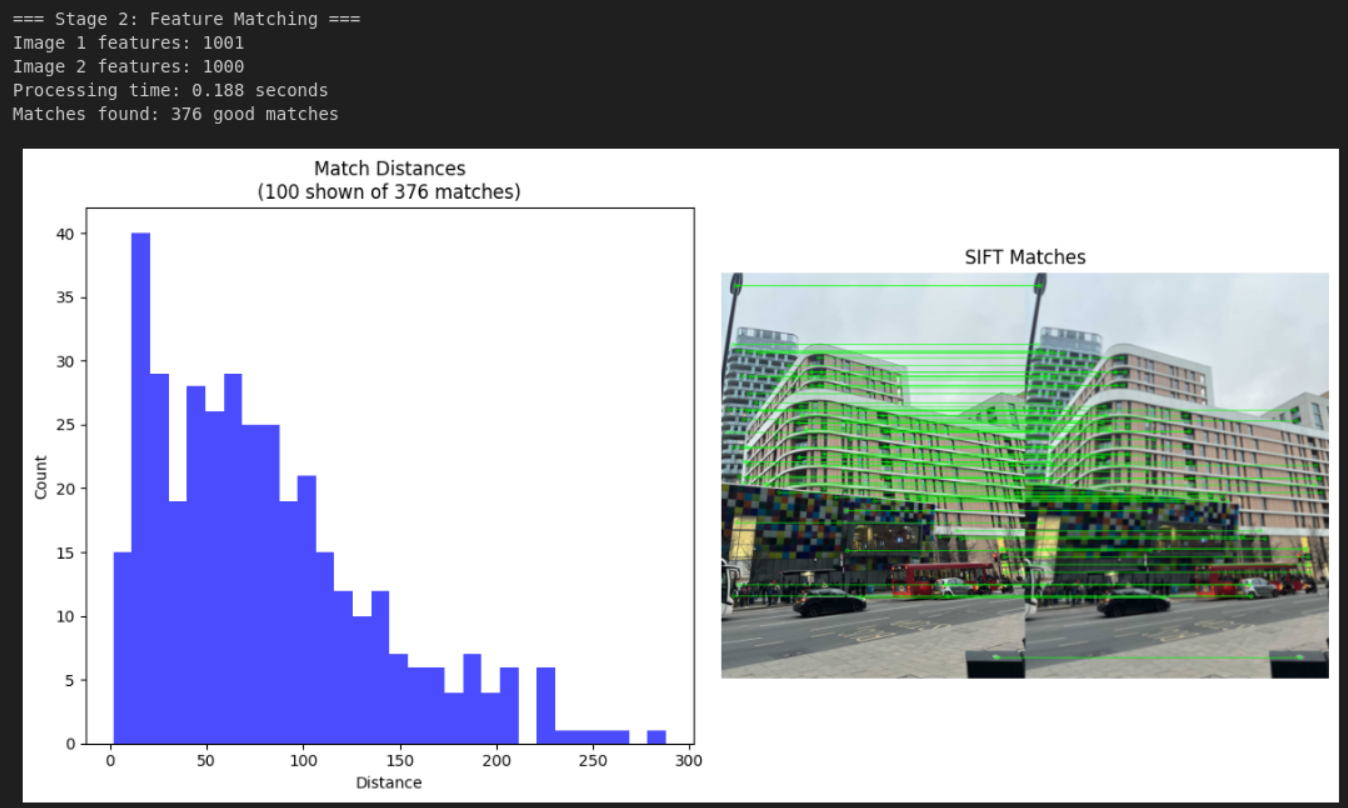 === Stage 2: Feature Matching ===
Image 1 features: 1001
Image 2 features: 1000
Processing time: 0.188 seconds
Matches found: 376 good matches
Match Distances
(100 shown of 376 matches)
40
35
30
25
20
15
10
5
0
Count
0 50 100 150 200 250 300
Distance
SIFT Matches